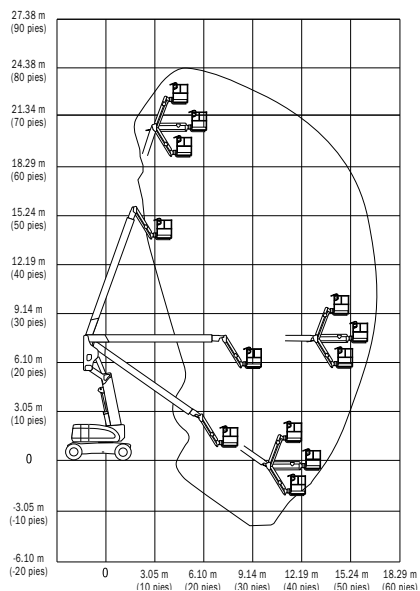 27.38 m
(90 pies)
24.38 m
(80 pies)
21.34 m
(70 pies)
18.29 m
(60 pies)
15.24 m
(50 pies)
12.19 m
(40 pies)
9.14 m
(30 pies)
6.10 m
(20 pies)
3.05 m
(10 pies)
0
-3.05 m
(-10 pies)
-6.10 m
(-20 pies)
0 3.05 m 6.10 m 9.14 m 12.19 m 15.24 m 18.29 m
(10 pies) (20 pies) (30 pies) (40 pies) (50 pies) (60 pies)